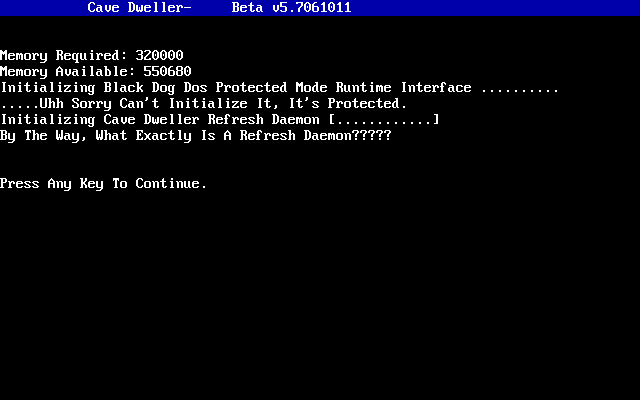 Cave Dweller-     Beta v5.7061011
Memory Required: 320000
Memory Available: 550680
Initializing Black Dog Dos Protected Mode Runtime Interface ..........
.....Uhh Sorry Can't Initialize It, It's Protected.
Initializing Cave Dweller Refresh Daemon [............]
By The Way, What Exactly Is A Refresh Daemon?????
Press Any Key To Continue.